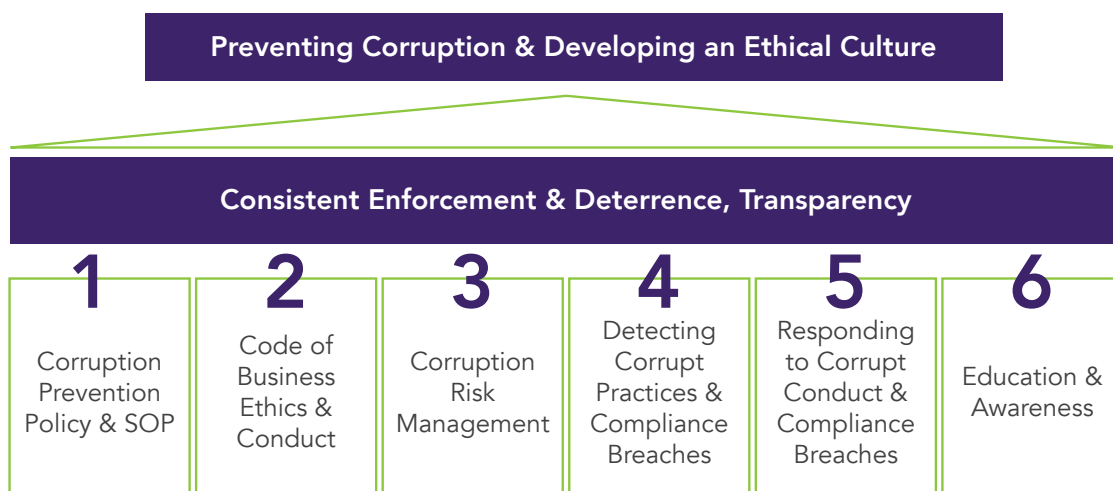 Preventing Corruption & Developing an Ethical Culture
Consistent Enforcement & Deterrence, Transparency
1
Corruption
Prevention
Policy & SOP
2
Code of
Business
Ethics &
Conduct
3
Corruption
Risk
Management
4
Detecting
Corrupt
Practices &
Compliance
Breaches
5
Responding
to Corrupt
Conduct &
Compliance
Breaches
6
Education &
Awareness